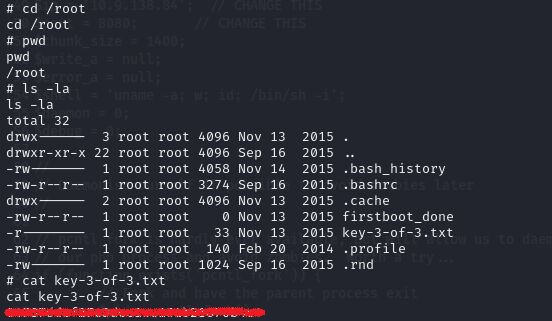 # cd /root
cd /root
# pwd
pwd
/root
# ls -la
ls -la
total 32
drwx------  3 root root 4096 Nov 13  2015 .
drwxr-xr-x 22 root root 4096 Sep 16  2015 ..
-rw-------  1 root root 4058 Nov 14  2015 .bash_history
-rw-r--r--  1 root root 3274 Sep 16  2015 .bashrc
drwx------  2 root root 4096 Nov 13  2015 .cache
-rw-r--r--  1 root root    0 Nov 13  2015 firstboot_done
-r--------  1 root root   33 Nov 13  2015 key-3-of-3.txt
-rw-r--r--  1 root root  140 Feb 20  2014 .profile
-rw-------  1 root root 1024 Sep 16  2015 .rnd
# cat key-3-of-3.txt
cat key-3-of-3.txt